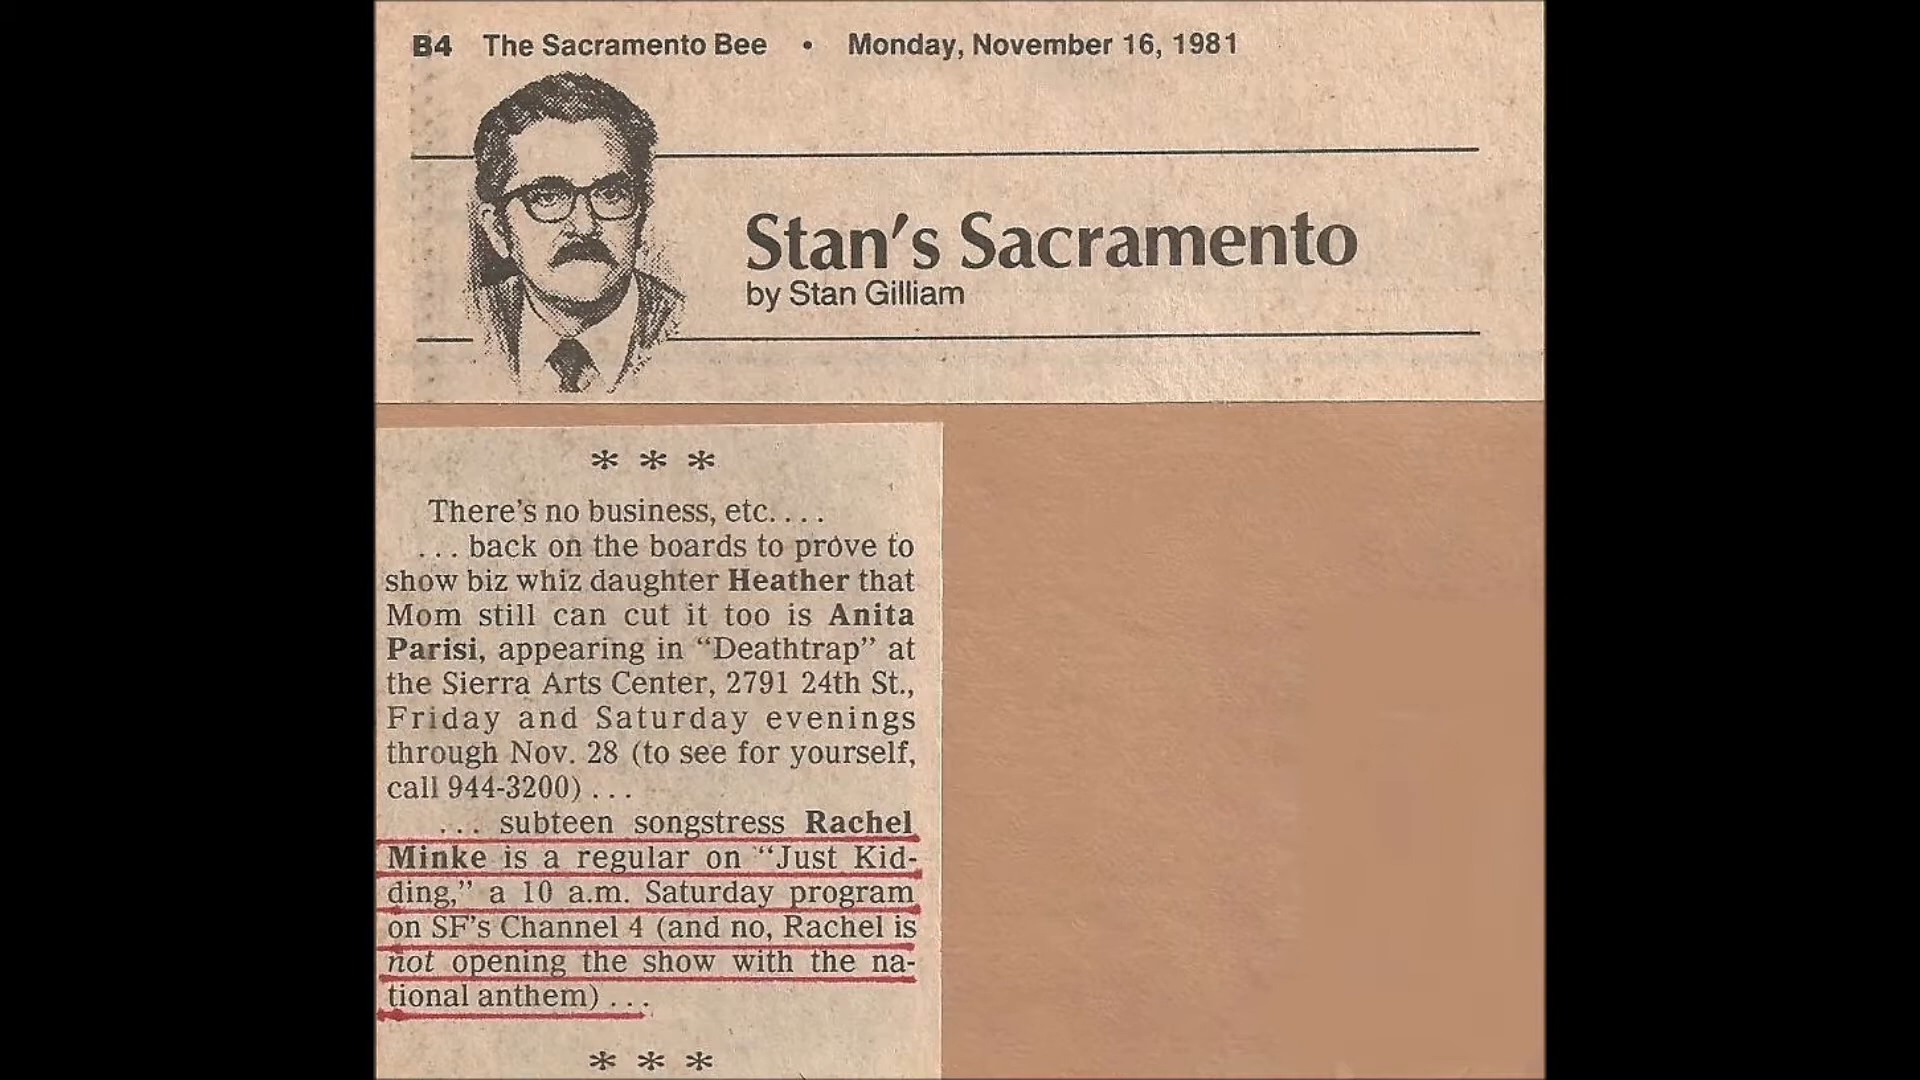 B4 The Sacramento Bee • Monday, November 16, 1981
Stan's Sacramento
by Stan Gilliam
* * *
There's no business, etc. . . .
. . . back on the boards to prove to
show biz whiz daughter Heather that
Mom still can cut it too is Anita
Parisi, appearing in “Deathtrap” at
the Sierra Arts Center, 2791 24th St.,
Friday and Saturday evenings
through Nov. 28 (to see for yourself,
call 944-3200) . . .
. . . subteen songstress Rachel
Minke is a regular on “Just Kid-
ding,” a 10 a.m. Saturday program
on SF's Channel 4 (and no, Rachel is
not opening the show with the na-
tional anthem) . . .
* * *